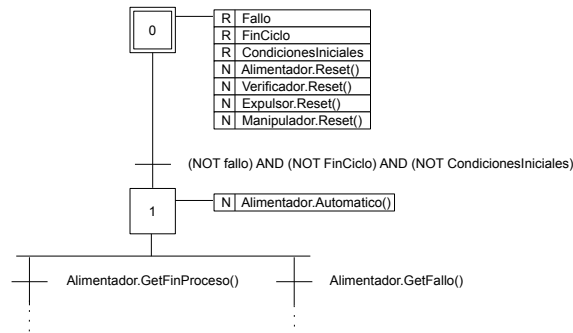 0
R Fallo
R FinCiclo
R CondicionesIniciales
N Alimentador.Reset()
N Verificador.Reset()
N Expulsor.Reset()
N Manipulador.Reset()
(NOT fallo) AND (NOT FinCiclo) AND (NOT CondicionesIniciales)
1
N Alimentador.Automatico()
Alimentador.GetFinProceso()
Alimentador.GetFallo()